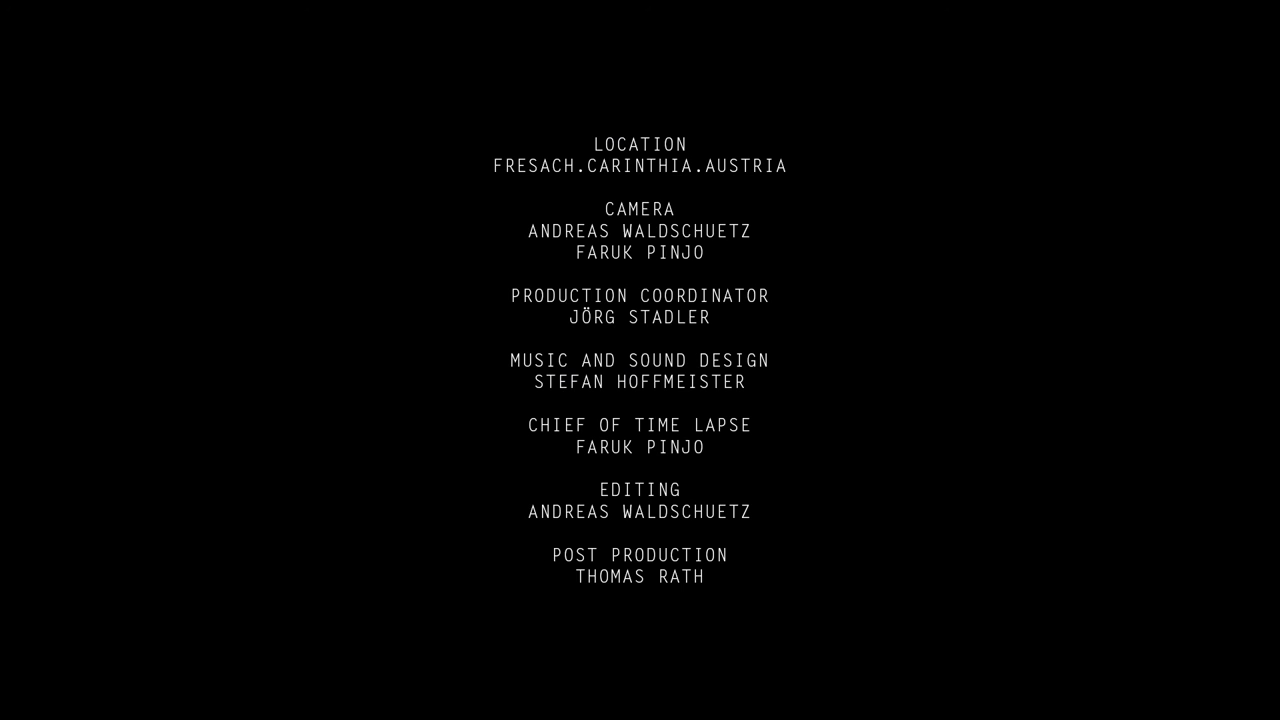 LOCATION
FRESACH.CARINTHIA.AUSTRIA
CAMERA
ANDREAS WALDSCHUETZ
FARUK PINJO
PRODUCTION COORDINATOR
JÖRG STADLER
MUSIC AND SOUND DESIGN
STEFAN HOFFMEISTER
CHIEF OF TIME LAPSE
FARUK PINJO
EDITING
ANDREAS WALDSCHUETZ
POST PRODUCTION
THOMAS RATH